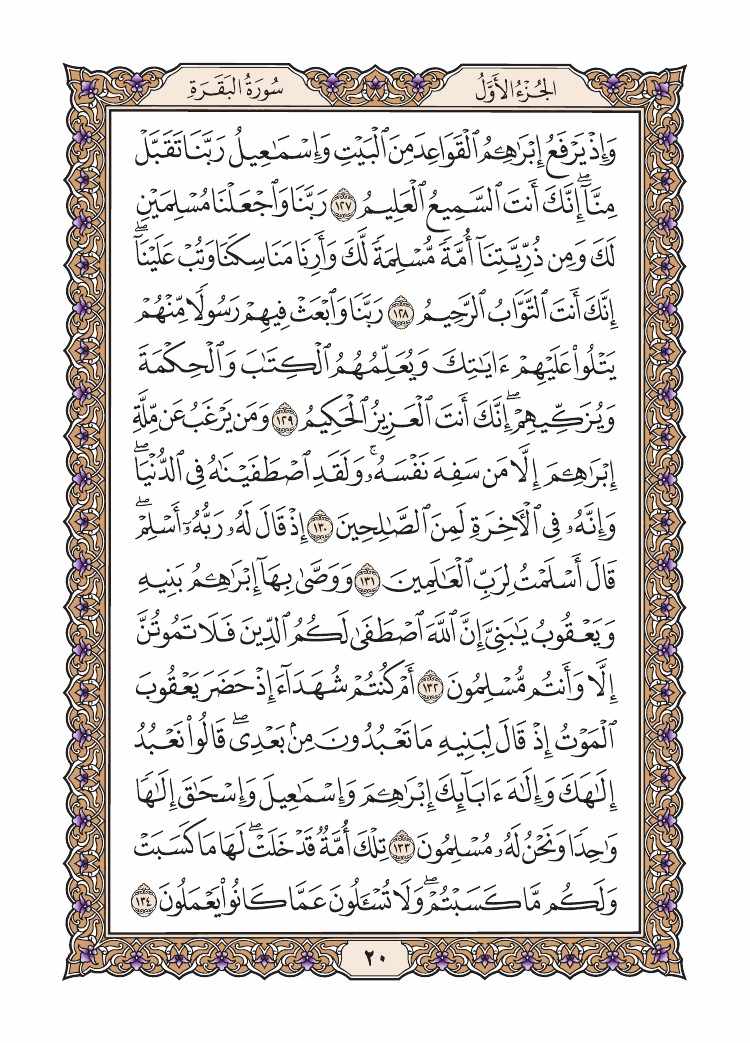 الجُزْءُ الأَوَّلُ
سُورَةُ البَقَرَةِ
وَإِذْ يَرْفَعُ إِبْرَٰهِـۧمُ ٱلْقَوَاعِدَ مِنَ ٱلْبَيْتِ وَإِسْمَٰعِيلُ رَبَّنَا تَقَبَّلْ
مِنَّآۖ إِنَّكَ أَنتَ ٱلسَّمِيعُ ٱلْعَلِيمُ ١٢٧ رَبَّنَا وَٱجْعَلْنَا مُسْلِمَيْنِ
لَكَ وَمِن ذُرِّيَّتِنَآ أُمَّةً مُّسْلِمَةً لَّكَ وَأَرِنَا مَنَاسِكَنَا وَتُبْ عَلَيْنَآۖ
إِنَّكَ أَنتَ ٱلتَّوَّابُ ٱلرَّحِيمُ ١٢٨ رَبَّنَا وَٱبْعَثْ فِيهِمْ رَسُولًا مِّنْهُمْ
يَتْلُوا۟ عَلَيْهِمْ ءَايَٰتِكَ وَيُعَلِّمُهُمُ ٱلْكِتَٰبَ وَٱلْحِكْمَةَ
وَيُزَكِّيهِمْۖ إِنَّكَ أَنتَ ٱلْعَزِيزُ ٱلْحَكِيمُ ١٢٩ وَمَن يَرْغَبُ عَن مِّلَّةِ
إِبْرَٰهِـۧمَ إِلَّا مَن سَفِهَ نَفْسَهُۥۚ وَلَقَدِ ٱصْطَفَيْنَٰهُ فِى ٱلدُّنْيَاۖ
وَإِنَّهُۥ فِى ٱلْءَاخِرَةِ لَمِنَ ٱلصَّٰلِحِينَ ١٣٠ إِذْ قَالَ لَهُۥ رَبُّهُۥٓ أَسْلِمْۖ
قَالَ أَسْلَمْتُ لِرَبِّ ٱلْعَٰلَمِينَ ١٣١ وَوَصَّىٰ بِهَآ إِبْرَٰهِـۧمُ بَنِيهِ
وَيَعْقُوبُ يَٰبَنِىَّ إِنَّ ٱللَّهَ ٱصْطَفَىٰ لَكُمُ ٱلدِّينَ فَلَا تَمُوتُنَّ
إِلَّا وَأَنتُم مُّسْلِمُونَ ١٣٢ أَمْ كُنتُمْ شُهَدَآءَ إِذْ حَضَرَ يَعْقُوبَ
ٱلْمَوْتُ إِذْ قَالَ لِبَنِيهِ مَا تَعْبُدُونَ مِنۢ بَعْدِىۖ قَالُوا۟ نَعْبُدُ
إِلَٰهَكَ وَإِلَٰهَ ءَابَآئِكَ إِبْرَٰهِـۧمَ وَإِسْمَٰعِيلَ وَإِسْحَٰقَ إِلَٰهًا
وَٰحِدًا وَنَحْنُ لَهُۥ مُسْلِمُونَ ١٣٣ تِلْكَ أُمَّةٌ قَدْ خَلَتْۖ لَهَا مَا كَسَبَتْ
وَلَكُم مَّا كَسَبْتُمْۖ وَلَا تُسْـَٔلُونَ عَمَّا كَانُوا۟ يَعْمَلُونَ ١٣٤
٢٠